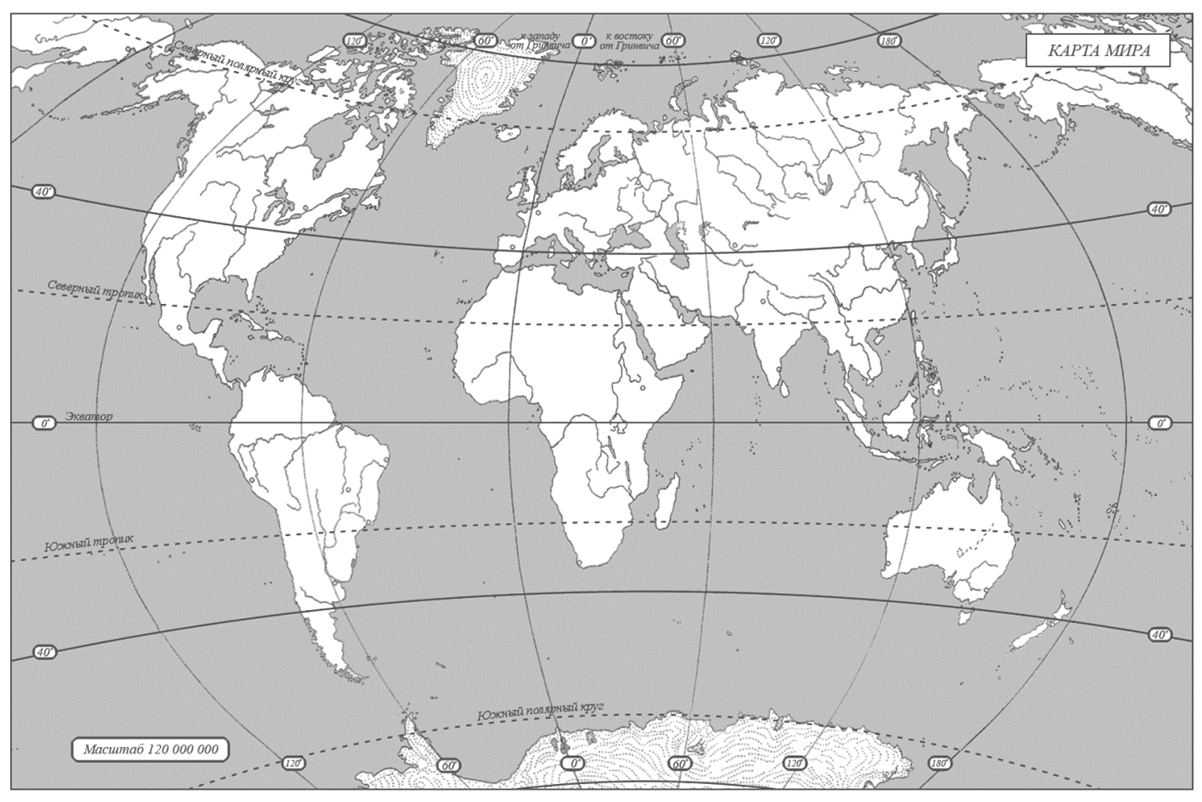 120°
60°
к западу
от Гринвича
0°
к востоку
от Гринвича
60°
120°
180°
КАРТА МИРА
Северный полярный круг
40°
40°
Северный тропик
Экватор
0°
0°
Южный тропик
40°
40°
Южный полярный круг
Масштаб 120 000 000
120°
60°
0°
60°
120°
180°